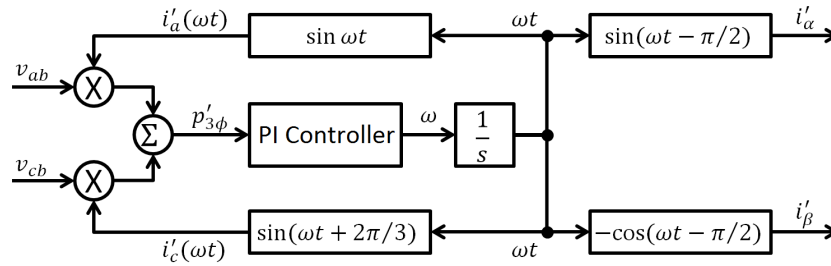 i′ₐ(ωt)
sin ωt
ωt
sin(ωt − π/2)
i′_α
v_ab
X
Σ
p′_3ϕ
PI Controller
ω
1/s
v_cb
X
i′_c(ωt)
sin(ωt + 2π/3)
ωt
−cos(ωt − π/2)
i′_β